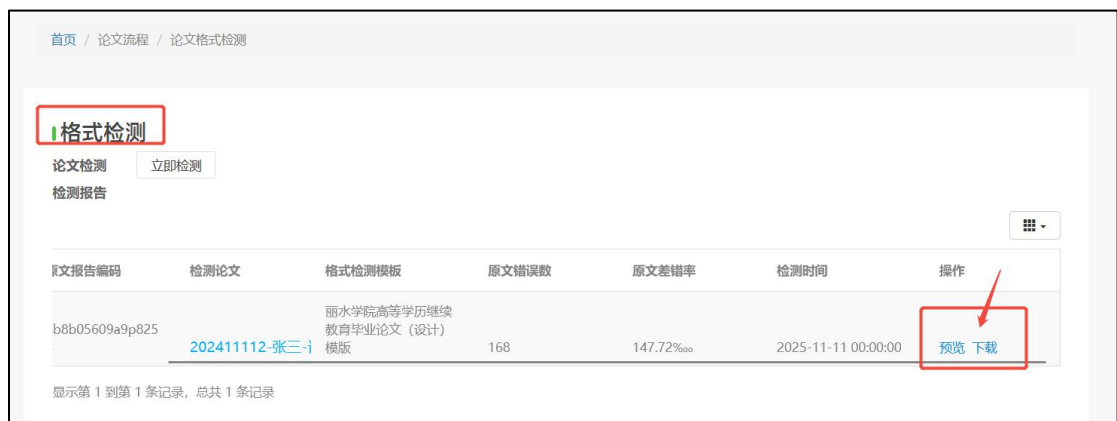 首页 / 论文流程 / 论文格式检测
格式检测
论文检测 立即检测
检测报告
文报告编码 检测论文 格式检测模板 原文错误数 原文差错率 检测时间 操作
丽水学院高等学历继续
b8b05609a9p825 教育毕业论文（设计）
202411112-张三- 模版 168 147.72‱ 2025-11-11 00:00:00 预览 下载
显示第 1 到第 1 条记录，总共 1 条记录